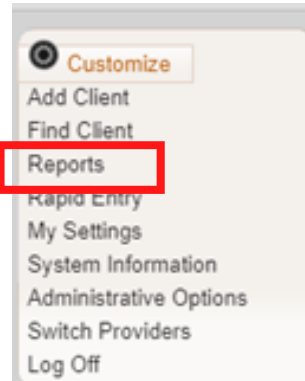 Customize
Add Client
Find Client
Reports
Rapid Entry
My Settings
System Information
Administrative Options
Switch Providers
Log Off